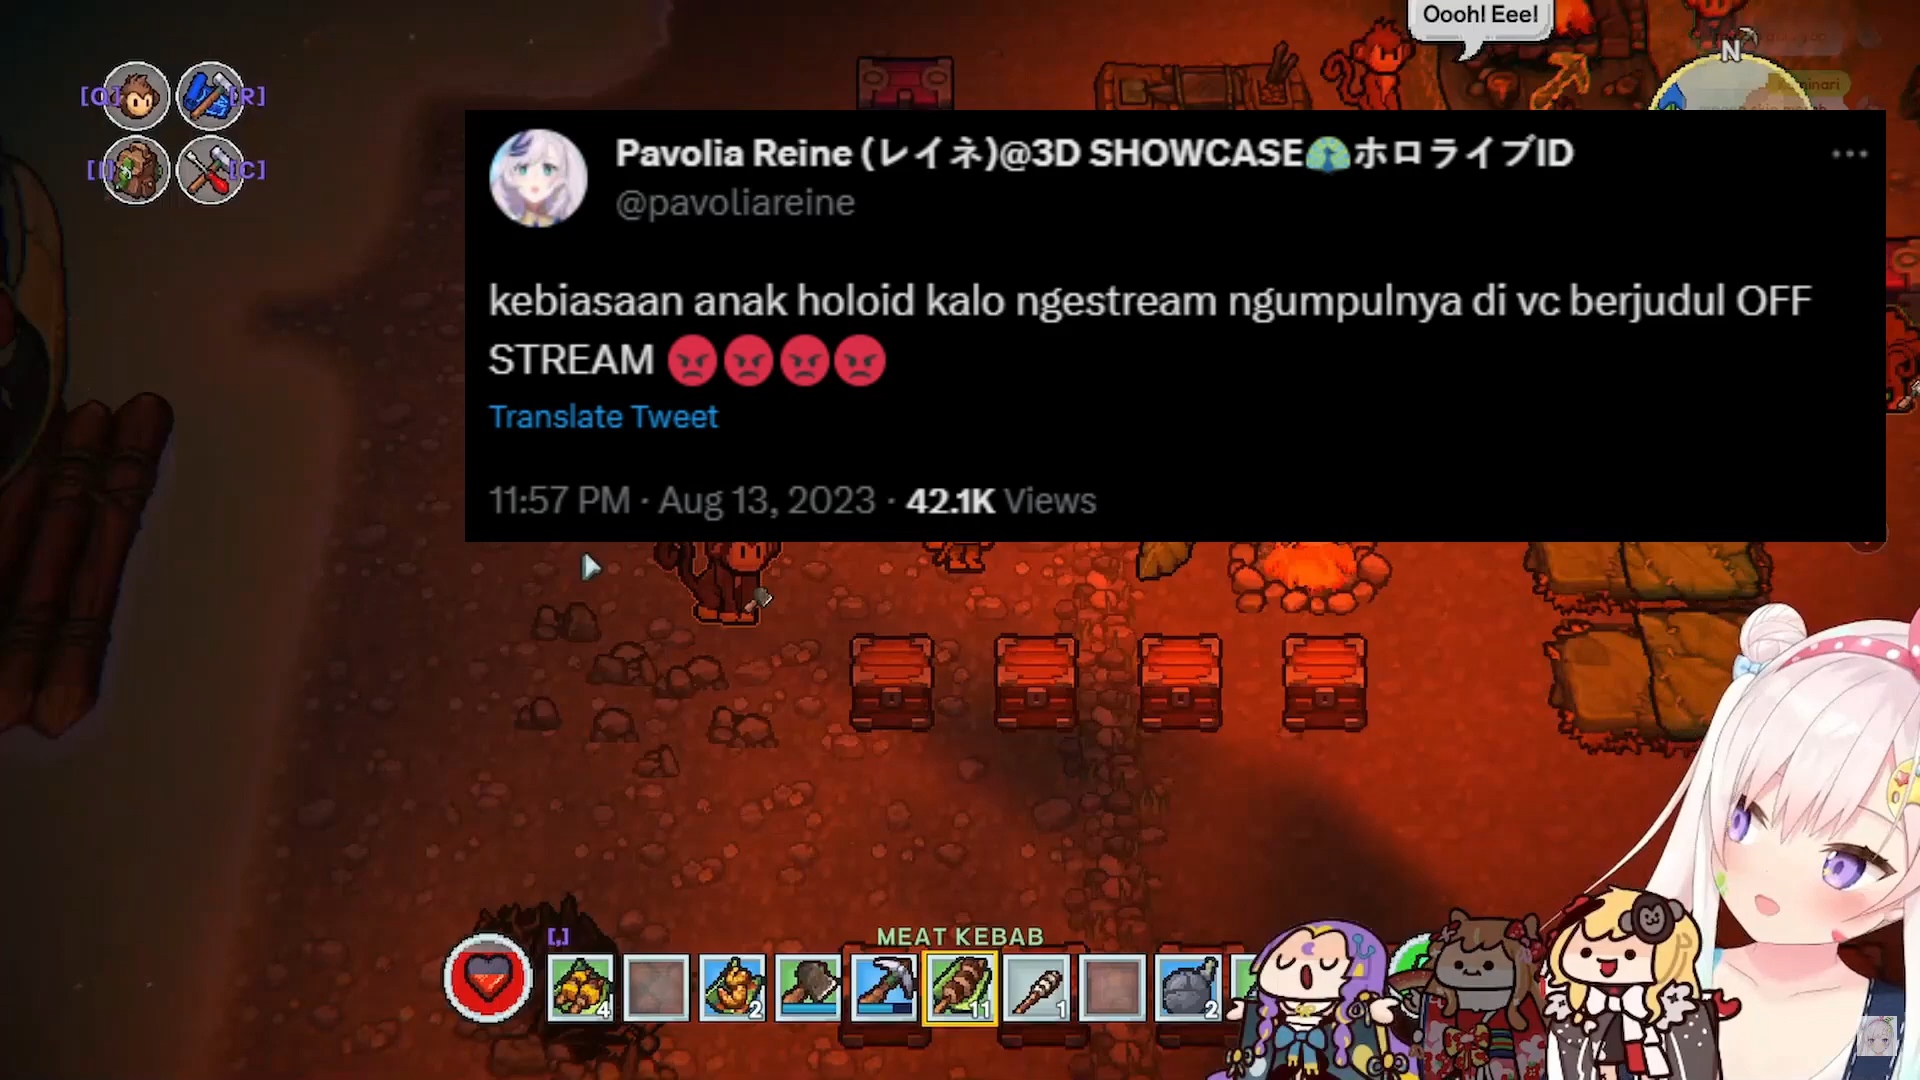 Oooh! Eee!
N
[Q]
[R]
[I]
[C]
Pavolia Reine (レイネ)@3D SHOWCASE🦚ホロライブID
@pavoliareine
kebiasaan anak holoid kalo ngestream ngumpulnya di vc berjudul OFF
STREAM 😡😡😡😡
Translate Tweet
11:57 PM · Aug 13, 2023 · 42.1K Views
MEAT KEBAB
[,]
4
2
11
1
2